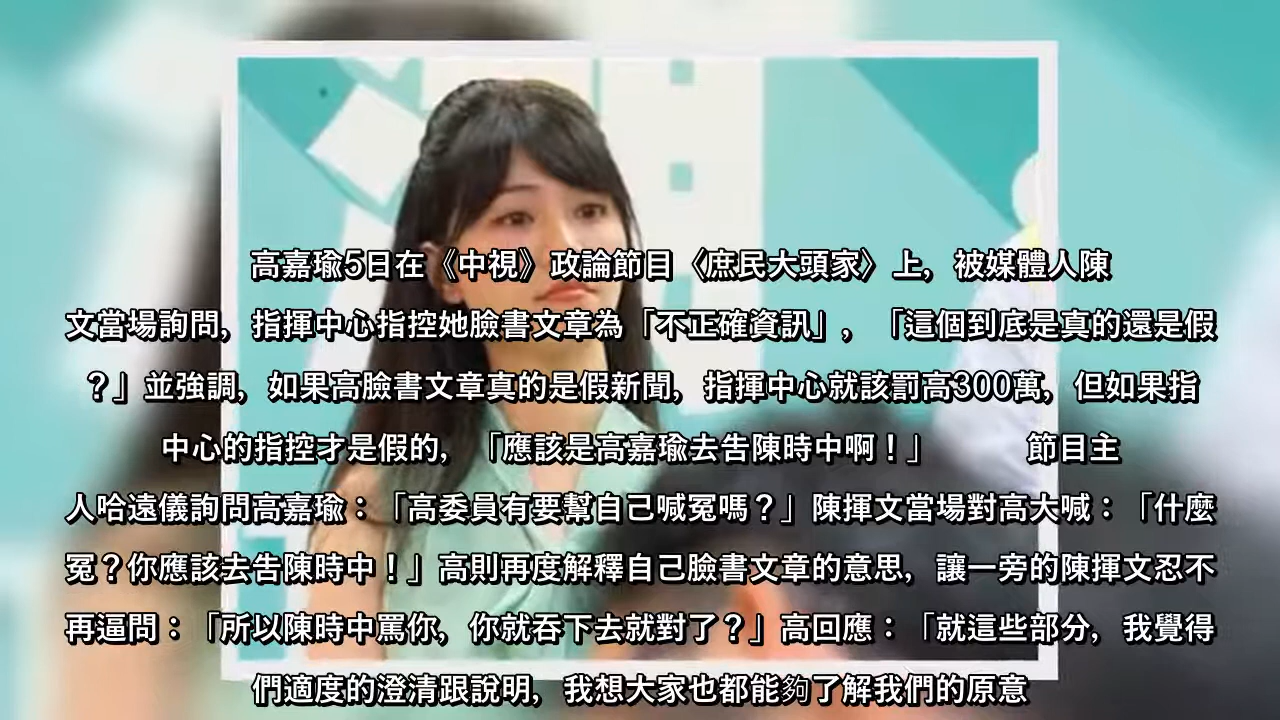 高嘉瑜5日在《中視》政論節目〈庶民大頭家〉上，被媒體人陳
文當場詢問，指揮中心指控她臉書文章為「不正確資訊」，「這個到底是真的還是假
？」並強調，如果高臉書文章真的是假新聞，指揮中心就該罰高300萬，但如果指
中心的指控才是假的，「應該是高嘉瑜去告陳時中啊！」 節目主
人哈遠儀詢問高嘉瑜：「高委員有要幫自己喊冤嗎？」陳揮文當場對高大喊：「什麼
冤？你應該去告陳時中！」高則再度解釋自己臉書文章的意思，讓一旁的陳揮文忍不
再逼問：「所以陳時中罵你，你就吞下去就對了？」高回應：「就這些部分，我覺得
們適度的澄清跟說明，我想大家也都能夠了解我們的原意